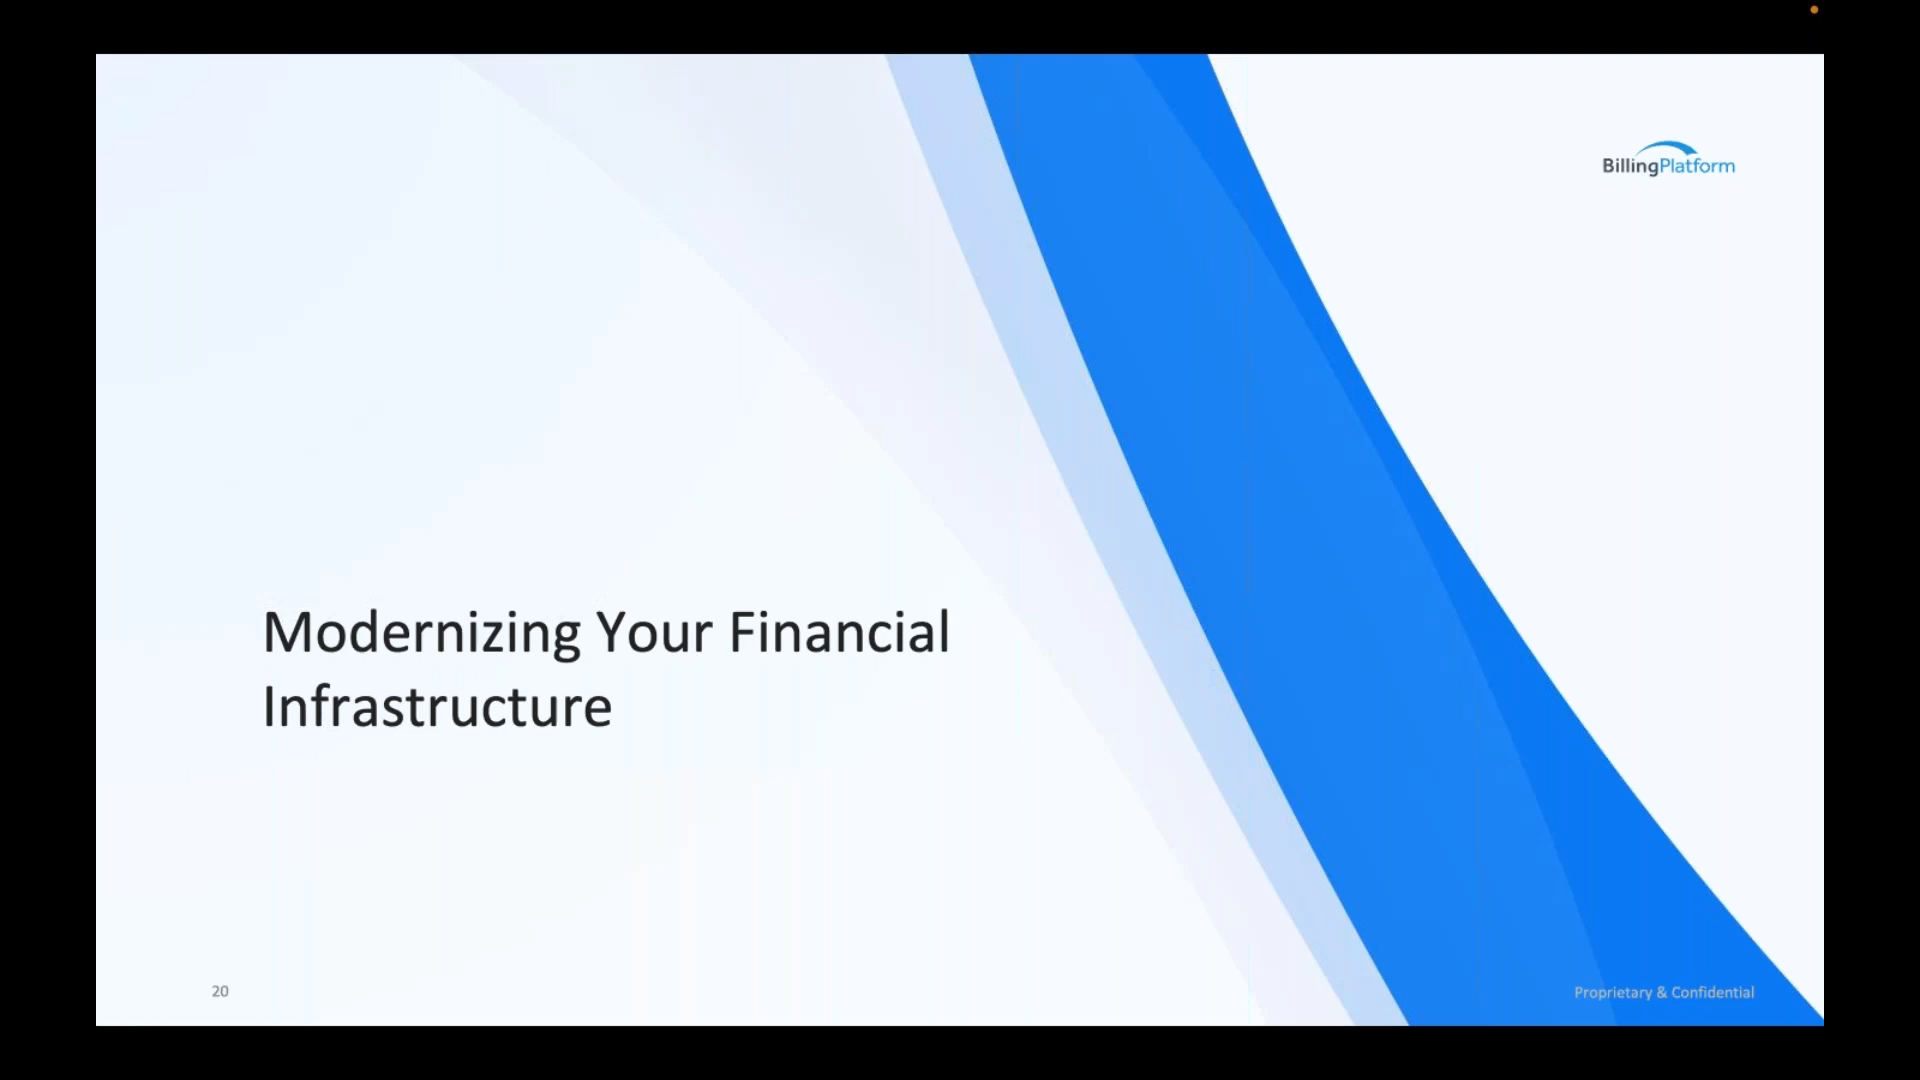 BillingPlatform
Modernizing Your Financial
Infrastructure
20
Proprietary & Confidential